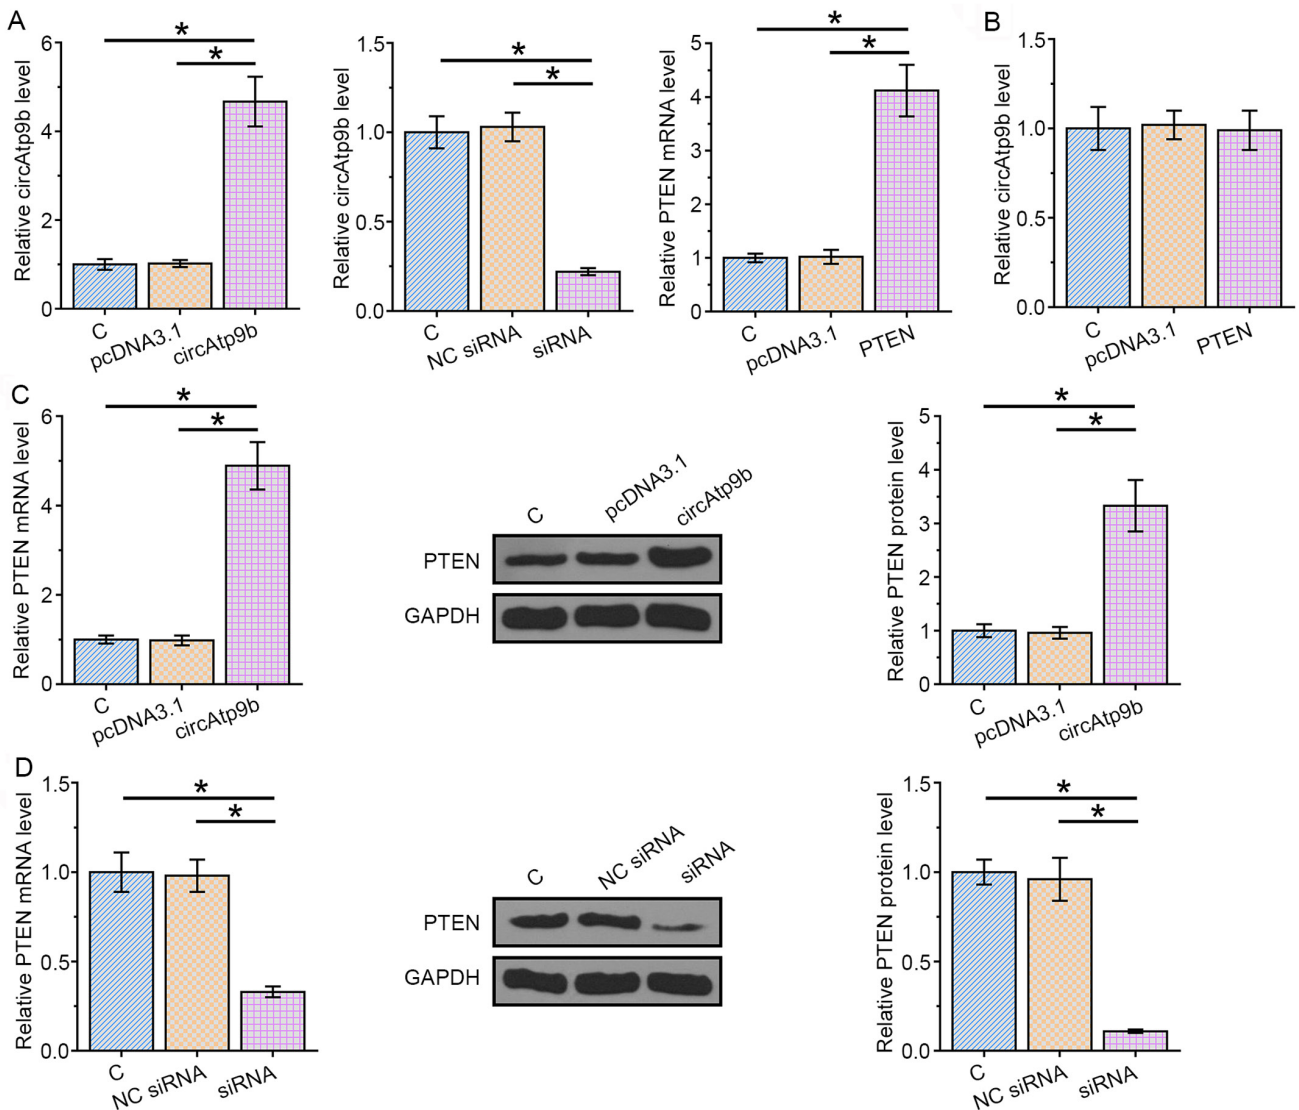 A
Relative circAtp9b level
6
4
2
0
*
*
C
pcDNA3.1
circAtp9b
Relative circAtp9b level
1.5
1.0
0.5
0.0
*
*
C
NC siRNA
siRNA
Relative PTEN mRNA level
5
4
3
2
1
0
*
*
C
pcDNA3.1
PTEN
B
Relative circAtp9b level
1.5
1.0
0.5
0.0
C
pcDNA3.1
PTEN
C
Relative PTEN mRNA level
6
4
2
0
*
*
C
pcDNA3.1
circAtp9b
C
pcDNA3.1
circAtp9b
PTEN
GAPDH
Relative PTEN protein level
5
4
3
2
1
0
*
*
C
pcDNA3.1
circAtp9b
D
Relative PTEN mRNA level
1.5
1.0
0.5
0.0
*
*
C
NC siRNA
siRNA
C
NC siRNA
siRNA
PTEN
GAPDH
Relative PTEN protein level
1.5
1.0
0.5
0.0
*
*
C
NC siRNA
siRNA